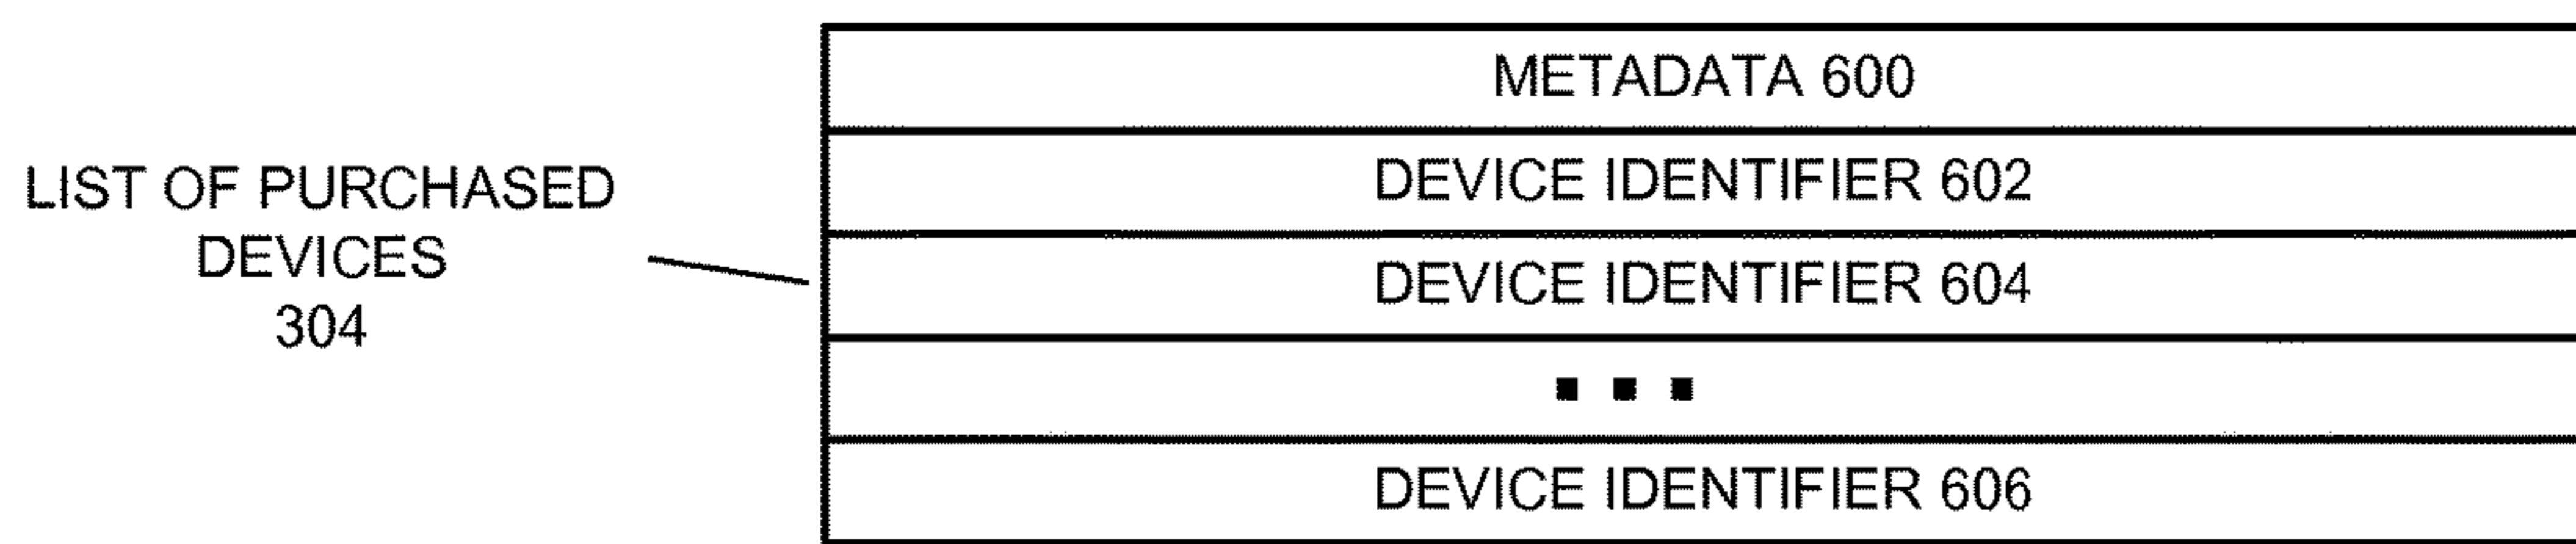 LIST OF PURCHASED
DEVICES
304
METADATA 600
DEVICE IDENTIFIER 602
DEVICE IDENTIFIER 604
...
DEVICE IDENTIFIER 606